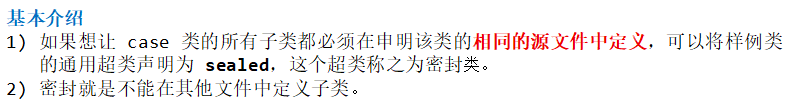 基本介绍
1) 如果想让 case 类的所有子类都必须在申明该类的相同的源文件中定义，可以将样例类
的通用超类声明为 sealed，这个超类称之为密封类。
2) 密封就是不能在其他文件中定义子类。